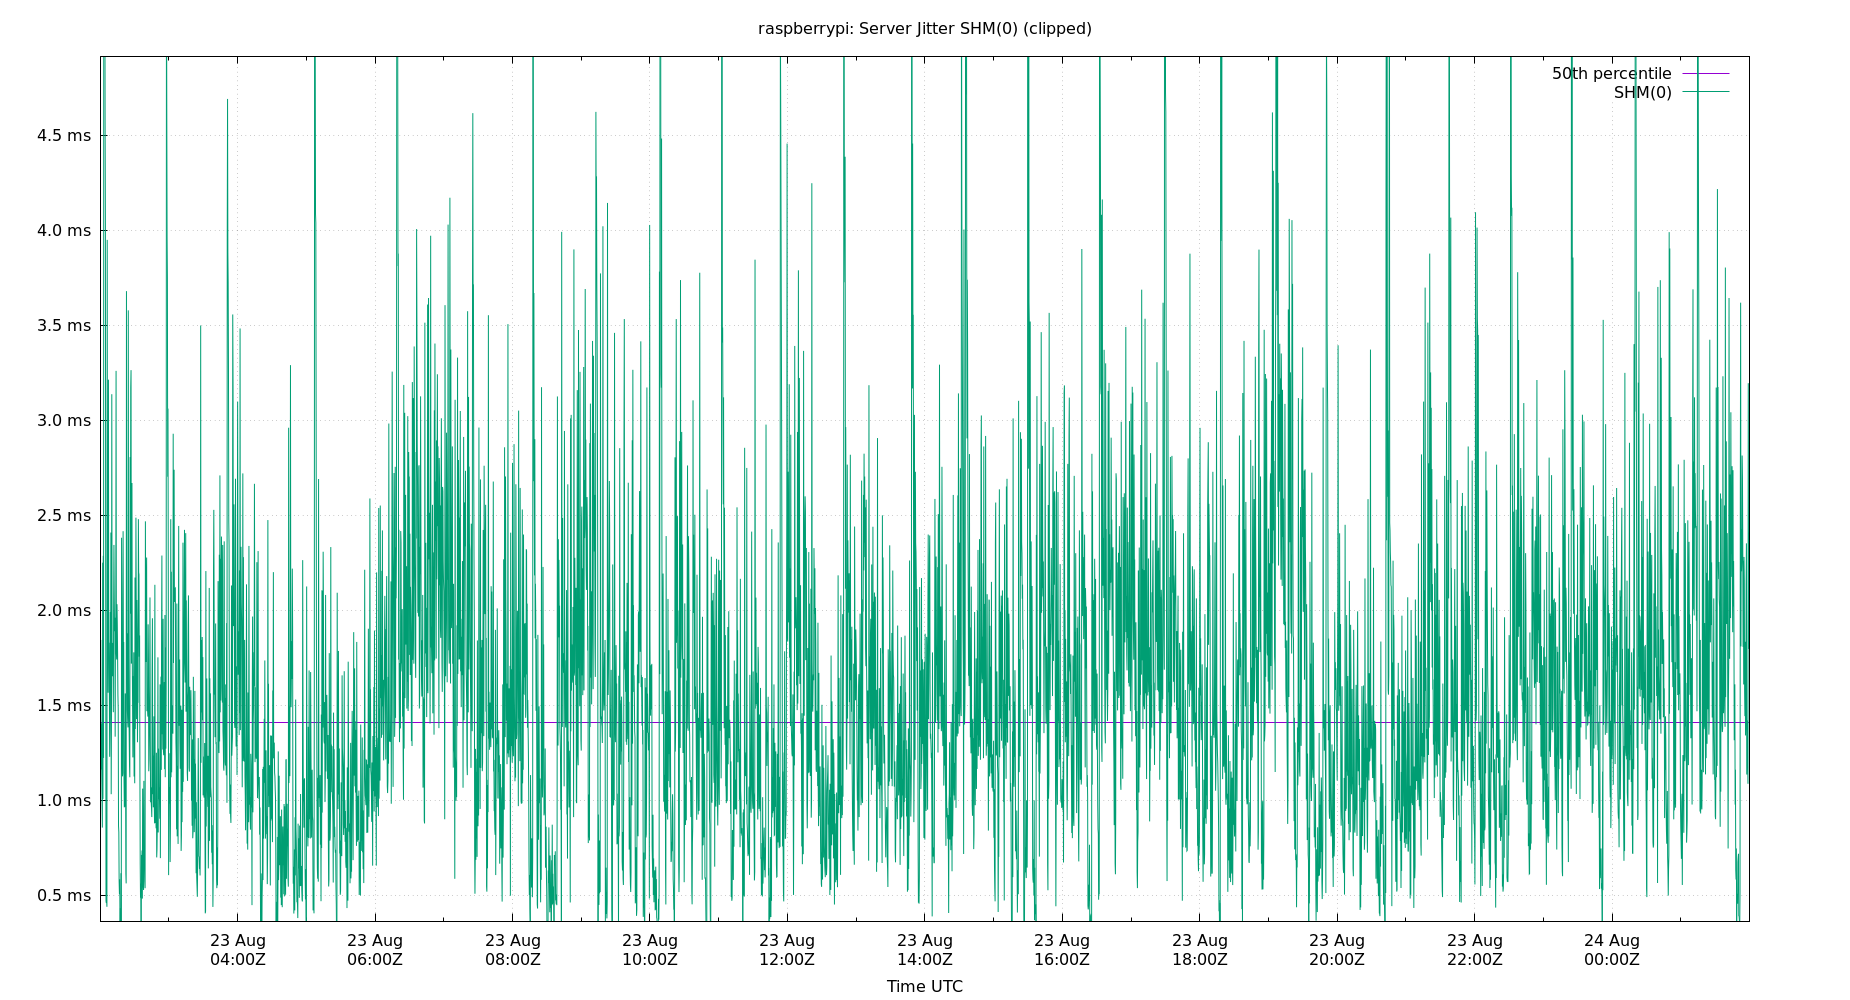 raspberrypi: Server Jitter SHM(0) (clipped)
50th percentile
SHM(0)
4.5 ms
4.0 ms
3.5 ms
3.0 ms
2.5 ms
2.0 ms
1.5 ms
1.0 ms
0.5 ms
23 Aug 23 Aug 23 Aug 23 Aug 23 Aug 23 Aug 23 Aug 23 Aug 23 Aug 23 Aug 24 Aug
04:00Z 06:00Z 08:00Z 10:00Z 12:00Z 14:00Z 16:00Z 18:00Z 20:00Z 22:00Z 00:00Z
Time UTC